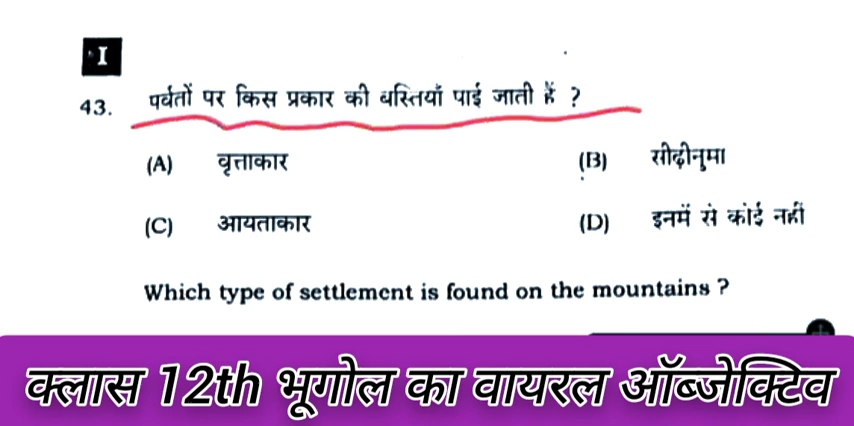 I
43. पर्वतों पर किस प्रकार की बस्तियाँ पाई जाती हैं ?
(A) वृत्ताकार (B) सीढ़ीनुमा
(C) आयताकार (D) इनमें से कोई नहीं
Which type of settlement is found on the mountains ?
क्लास 12th भूगोल का वायरल ऑब्जेक्टिव